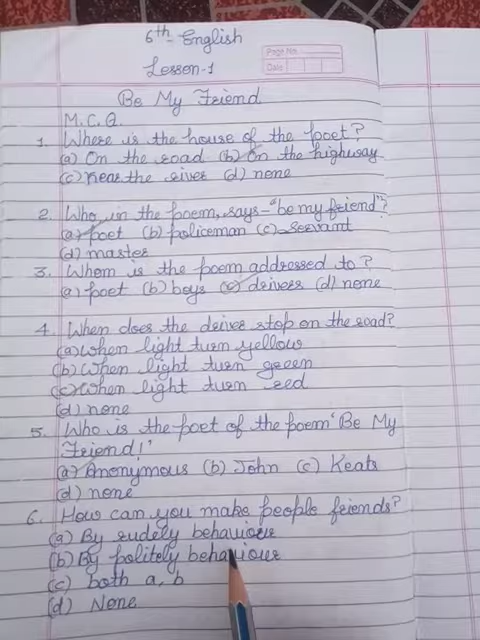 6th English
Page No.
Date
Lesson-1
Be My Friend
M.C.Q.
1. Where is the house of the poet?
(a) On the road (b) On the highway
(c) near the river (d) none
2. Who, in the poem, says - "be my friend"?
(a) poet (b) policeman (c) servant
(d) master
3. Whom is the poem addressed to?
(a) poet (b) boys (c) drivers (d) none
4. When does the driver stop on the road?
(a) When light turn yellow
(b) When light turn green
(c) When light turn red
(d) none
5. Who is the poet of the poem 'Be My
Friend!'
(a) Anonymous (b) John (c) Keats
(d) none
6. How can you make people friends?
(a) By rudely behaviour
(b) By politely behaviour
(c) both a, b
(d) None